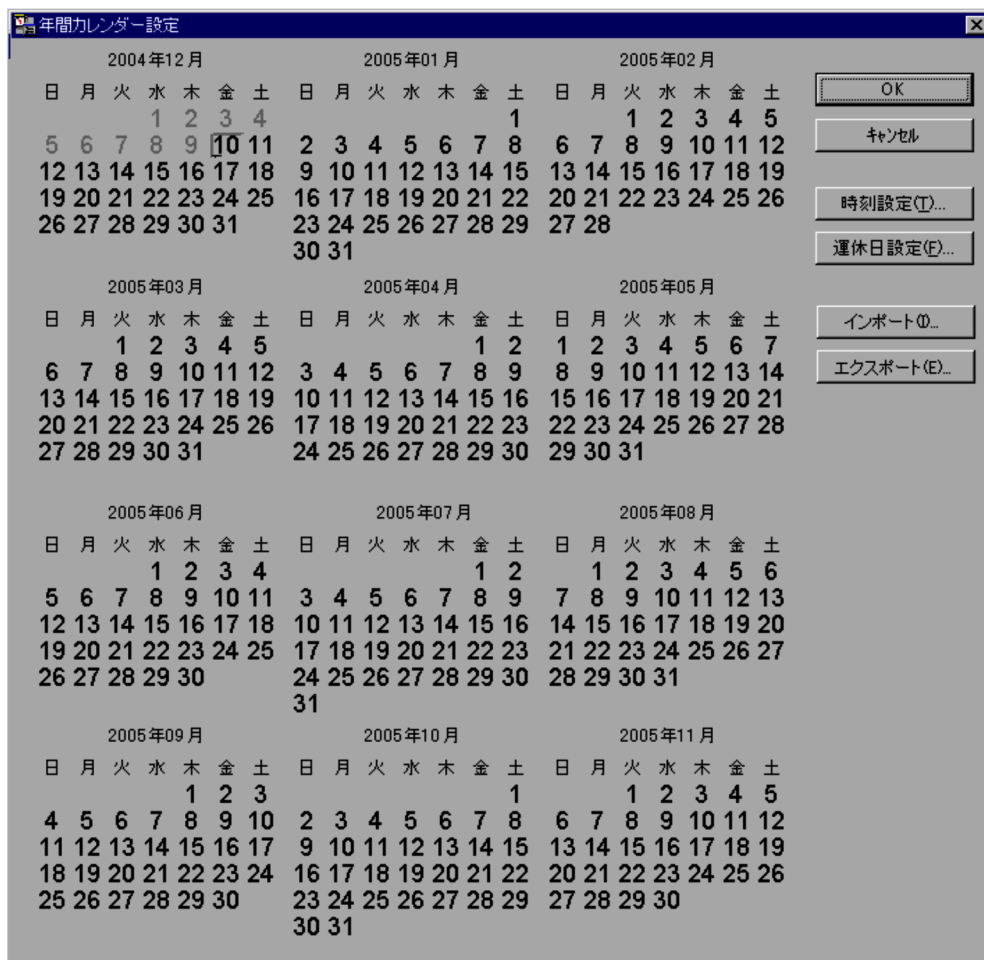 年間カレンダー設定
2004年12月 2005年01月 2005年02月
日 月 火 水 木 金 土 日 月 火 水 木 金 土 日 月 火 水 木 金 土
1 2 3 4 1 1 2 3 4 5
5 6 7 8 9 10 11 2 3 4 5 6 7 8 6 7 8 9 10 11 12
12 13 14 15 16 17 18 9 10 11 12 13 14 15 13 14 15 16 17 18 19
19 20 21 22 23 24 25 16 17 18 19 20 21 22 20 21 22 23 24 25 26
26 27 28 29 30 31 23 24 25 26 27 28 29 27 28
30 31
2005年03月 2005年04月 2005年05月
日 月 火 水 木 金 土 日 月 火 水 木 金 土 日 月 火 水 木 金 土
1 2 3 4 5 1 2 1 2 3 4 5 6 7
6 7 8 9 10 11 12 3 4 5 6 7 8 9 8 9 10 11 12 13 14
13 14 15 16 17 18 19 10 11 12 13 14 15 16 15 16 17 18 19 20 21
20 21 22 23 24 25 26 17 18 19 20 21 22 23 22 23 24 25 26 27 28
27 28 29 30 31 24 25 26 27 28 29 30 29 30 31
2005年06月 2005年07月 2005年08月
日 月 火 水 木 金 土 日 月 火 水 木 金 土 日 月 火 水 木 金 土
1 2 3 4 1 2 1 2 3 4 5 6
5 6 7 8 9 10 11 3 4 5 6 7 8 9 7 8 9 10 11 12 13
12 13 14 15 16 17 18 10 11 12 13 14 15 16 14 15 16 17 18 19 20
19 20 21 22 23 24 25 17 18 19 20 21 22 23 21 22 23 24 25 26 27
26 27 28 29 30 24 25 26 27 28 29 30 28 29 30 31
31
2005年09月 2005年10月 2005年11月
日 月 火 水 木 金 土 日 月 火 水 木 金 土 日 月 火 水 木 金 土
1 2 3 1 1 2 3 4 5
4 5 6 7 8 9 10 2 3 4 5 6 7 8 6 7 8 9 10 11 12
11 12 13 14 15 16 17 9 10 11 12 13 14 15 13 14 15 16 17 18 19
18 19 20 21 22 23 24 16 17 18 19 20 21 22 20 21 22 23 24 25 26
25 26 27 28 29 30 23 24 25 26 27 28 29 27 28 29 30
30 31
OK
キャンセル
時刻設定(T)...
運休日設定(F)...
インポート(I)...
エクスポート(E)...